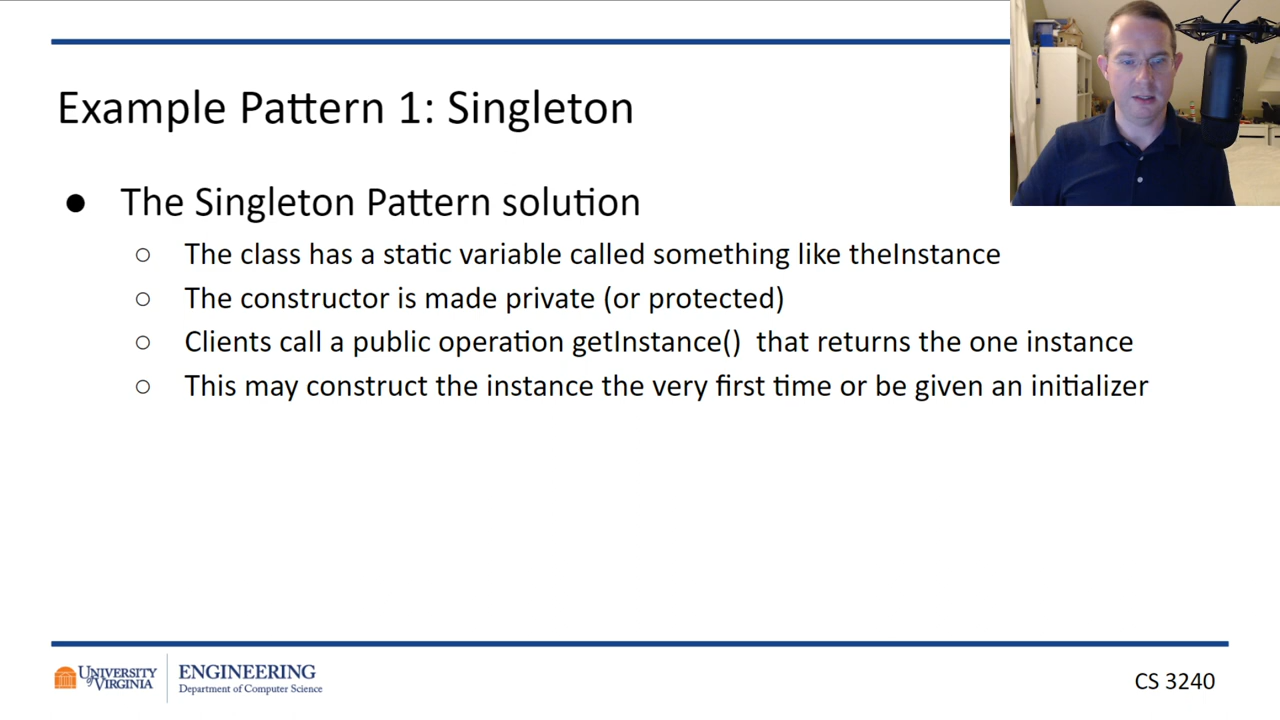 Example Pattern 1: Singleton
● The Singleton Pattern solution
○ The class has a static variable called something like theInstance
○ The constructor is made private (or protected)
○ Clients call a public operation getInstance()  that returns the one instance
○ This may construct the instance the very first time or be given an initializer
UNIVERSITY of VIRGINIA
ENGINEERING
Department of Computer Science
CS 3240